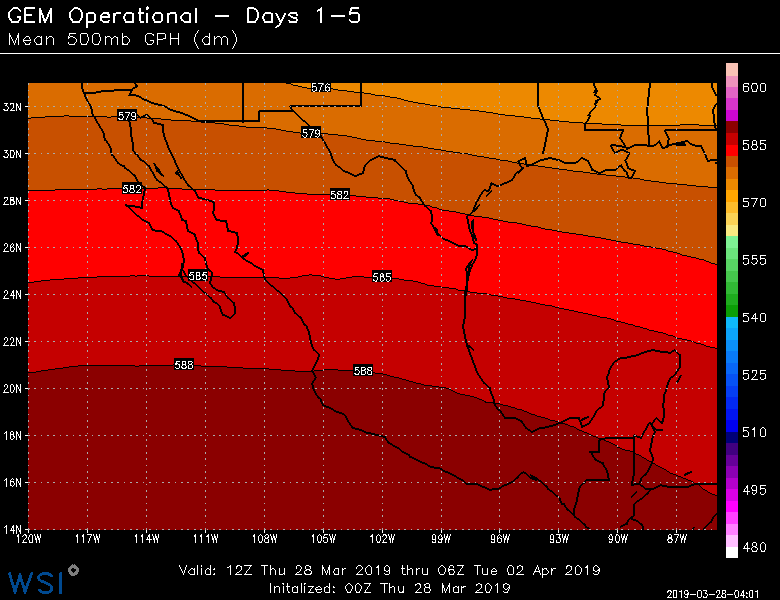 GEM Operational - Days 1-5
Mean 500mb GPH (dm)
576
579
579
582
582
585
585
588
588
32N
30N
28N
26N
24N
22N
20N
18N
16N
14N
120W 117W 114W 111W 108W 105W 102W 99W 96W 93W 90W 87W
600
585
570
555
540
525
510
495
480
Valid: 12Z Thu 28 Mar 2019 thru 06Z Tue 02 Apr 2019
Initalized: 00Z Thu 28 Mar 2019
WSI
2019-03-28-04:01